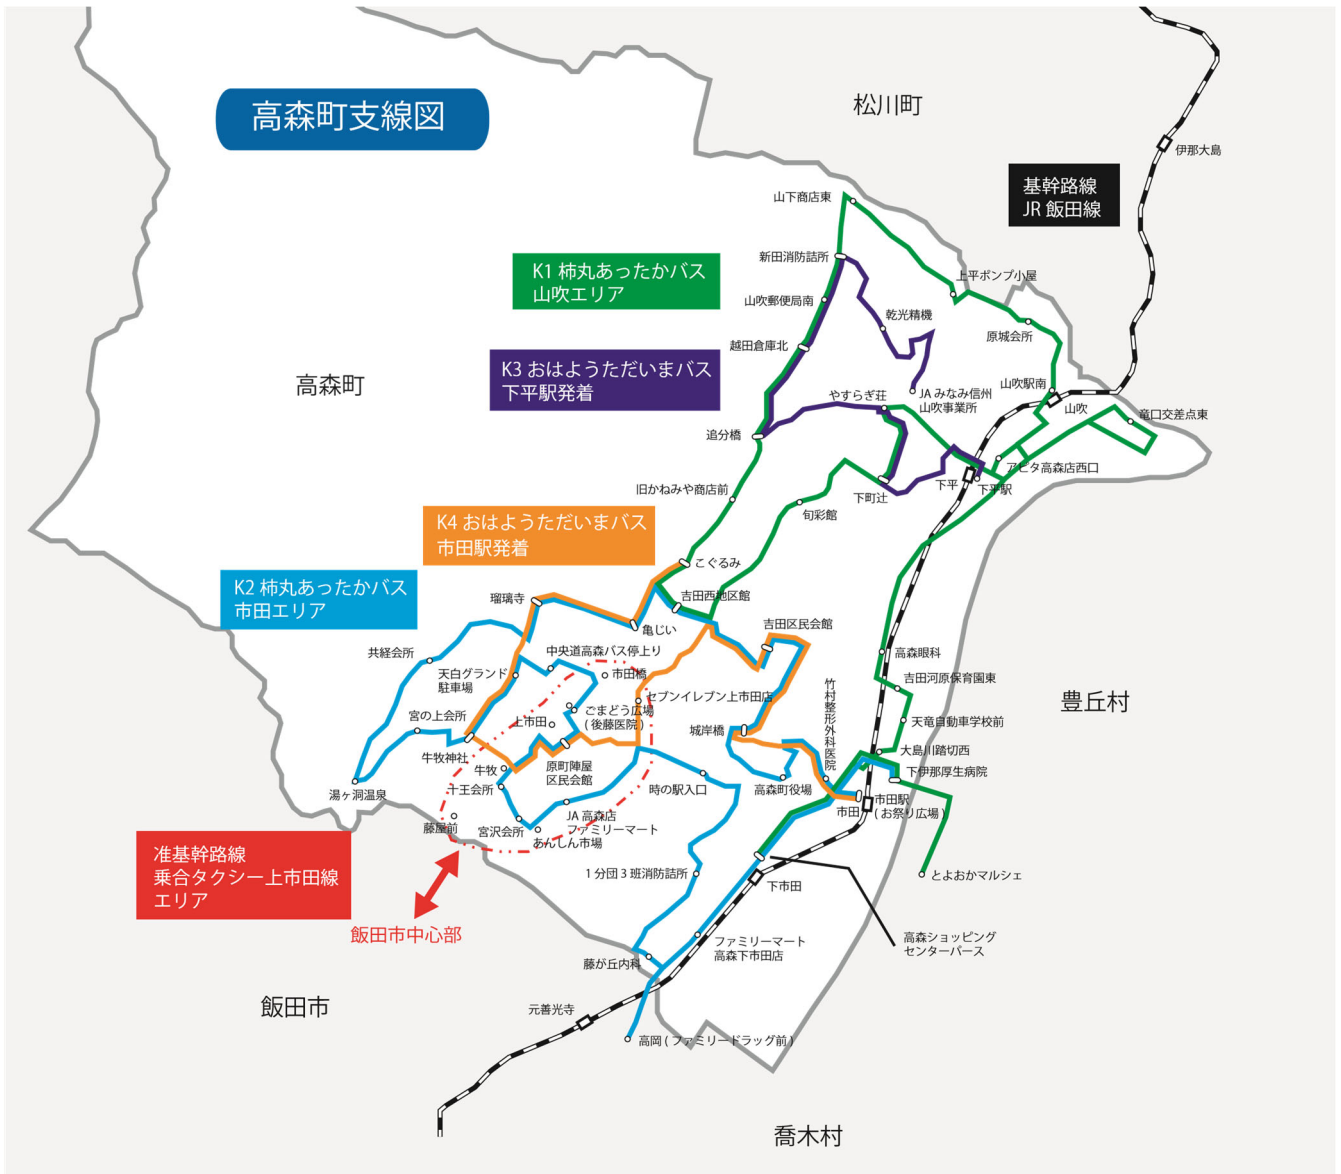 高森町支線図
松川町
伊那大島
基幹路線
JR 飯田線
山下商店東
新田消防詰所
上平ポンプ小屋
K1 柿丸あったかバス
山吹エリア
山吹郵便局南
乾光精機
原城会所
越田倉庫北
K3 おはようただいまバス
下平駅発着
高森町
やすらぎ荘
JA みなみ信州
山吹事業所
山吹駅南
山吹
竜口交差点東
追分橋
アピタ高森店西口
下平
下平駅
旧かねみや商店前
下町辻
旬彩館
K4 おはようただいまバス
市田駅発着
こぐるみ
K2 柿丸あったかバス
市田エリア
瑠璃寺
吉田西地区館
亀じい
吉田区民会館
共経会所
中央道高森バス停上り
高森眼科
天白グランド
駐車場
市田橋
吉田河原保育園東
セブンイレブン上市田店
竹村整形外科医院
豊丘村
宮の上会所
上市田
ごまどう広場
( 後藤医院 )
城岸橋
天竜自動車学校前
大島川踏切西
牛牧神社
牛牧
原町陣屋
区民会館
下伊那厚生病院
湯ヶ洞温泉
十王会所
時の駅入口
高森町役場
市田
市田駅
( お祭り広場 )
藤屋前
宮沢会所
JA 高森店
ファミリーマート
あんしん市場
准基幹路線
乗合タクシー上市田線
エリア
1 分団 3 班消防詰所
下市田
とよおかマルシェ
飯田市中心部
ファミリーマート
高森下市田店
高森ショッピング
センターバース
藤が丘内科
飯田市
元善光寺
高岡 ( ファミリードラッグ前 )
喬木村